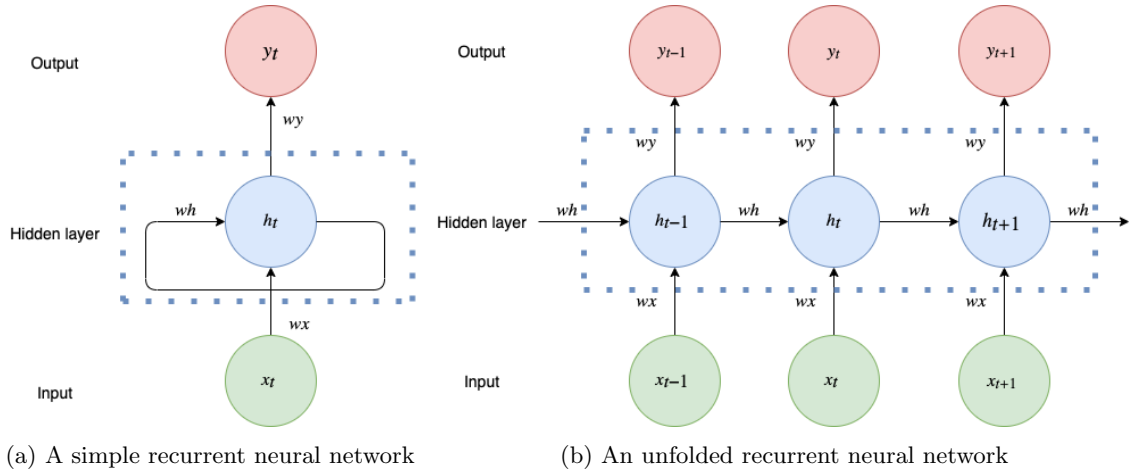 Output
y_t
wy
Hidden layer
wh
h_t
wx
Input
x_t
(a) A simple recurrent neural network
Output
y_{t−1} y_t y_{t+1}
wy wy wy
Hidden layer
wh h_{t−1} wh h_t wh h_{t+1} wh
wx wx wx
Input
x_{t−1} x_t x_{t+1}
(b) An unfolded recurrent neural network